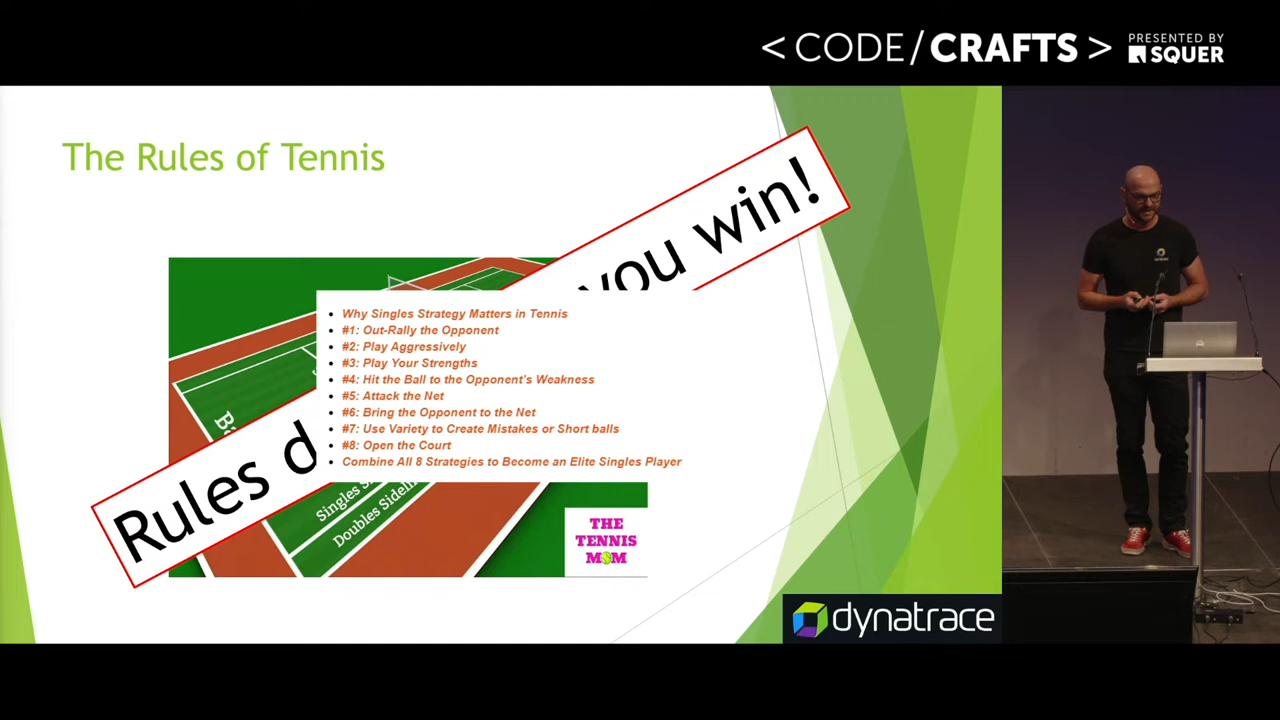 < CODE/CRAFTS >
PRESENTED BY
SQUER
The Rules of Tennis
Rules d
you win!
Why Singles Strategy Matters in Tennis
#1: Out-Rally the Opponent
#2: Play Aggressively
#3: Play Your Strengths
#4: Hit the Ball to the Opponent's Weakness
#5: Attack the Net
#6: Bring the Opponent to the Net
#7: Use Variety to Create Mistakes or Short balls
#8: Open the Court
Combine All 8 Strategies to Become an Elite Singles Player
Singles
Doubles
THE
TENNIS
MOM
dynatrace